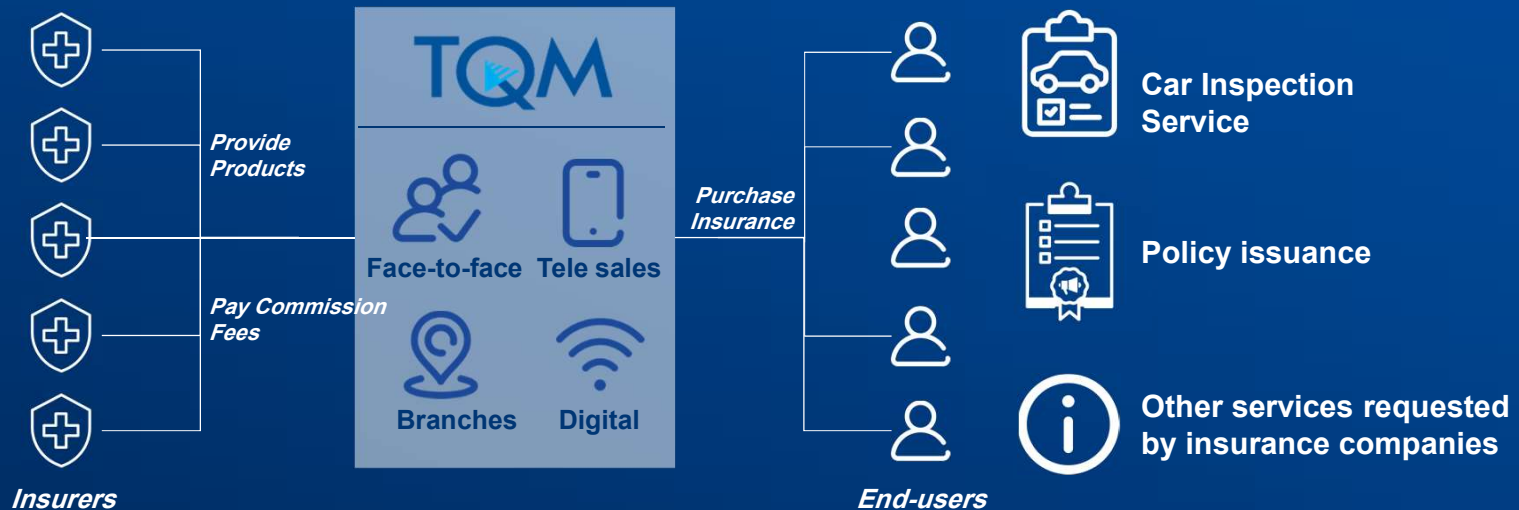 TQM
Provide
Products
Pay Commission
Fees
Face-to-face
Tele sales
Branches
Digital
Insurers
Purchase
Insurance
End-users
Car Inspection
Service
Policy issuance
Other services requested
by insurance companies